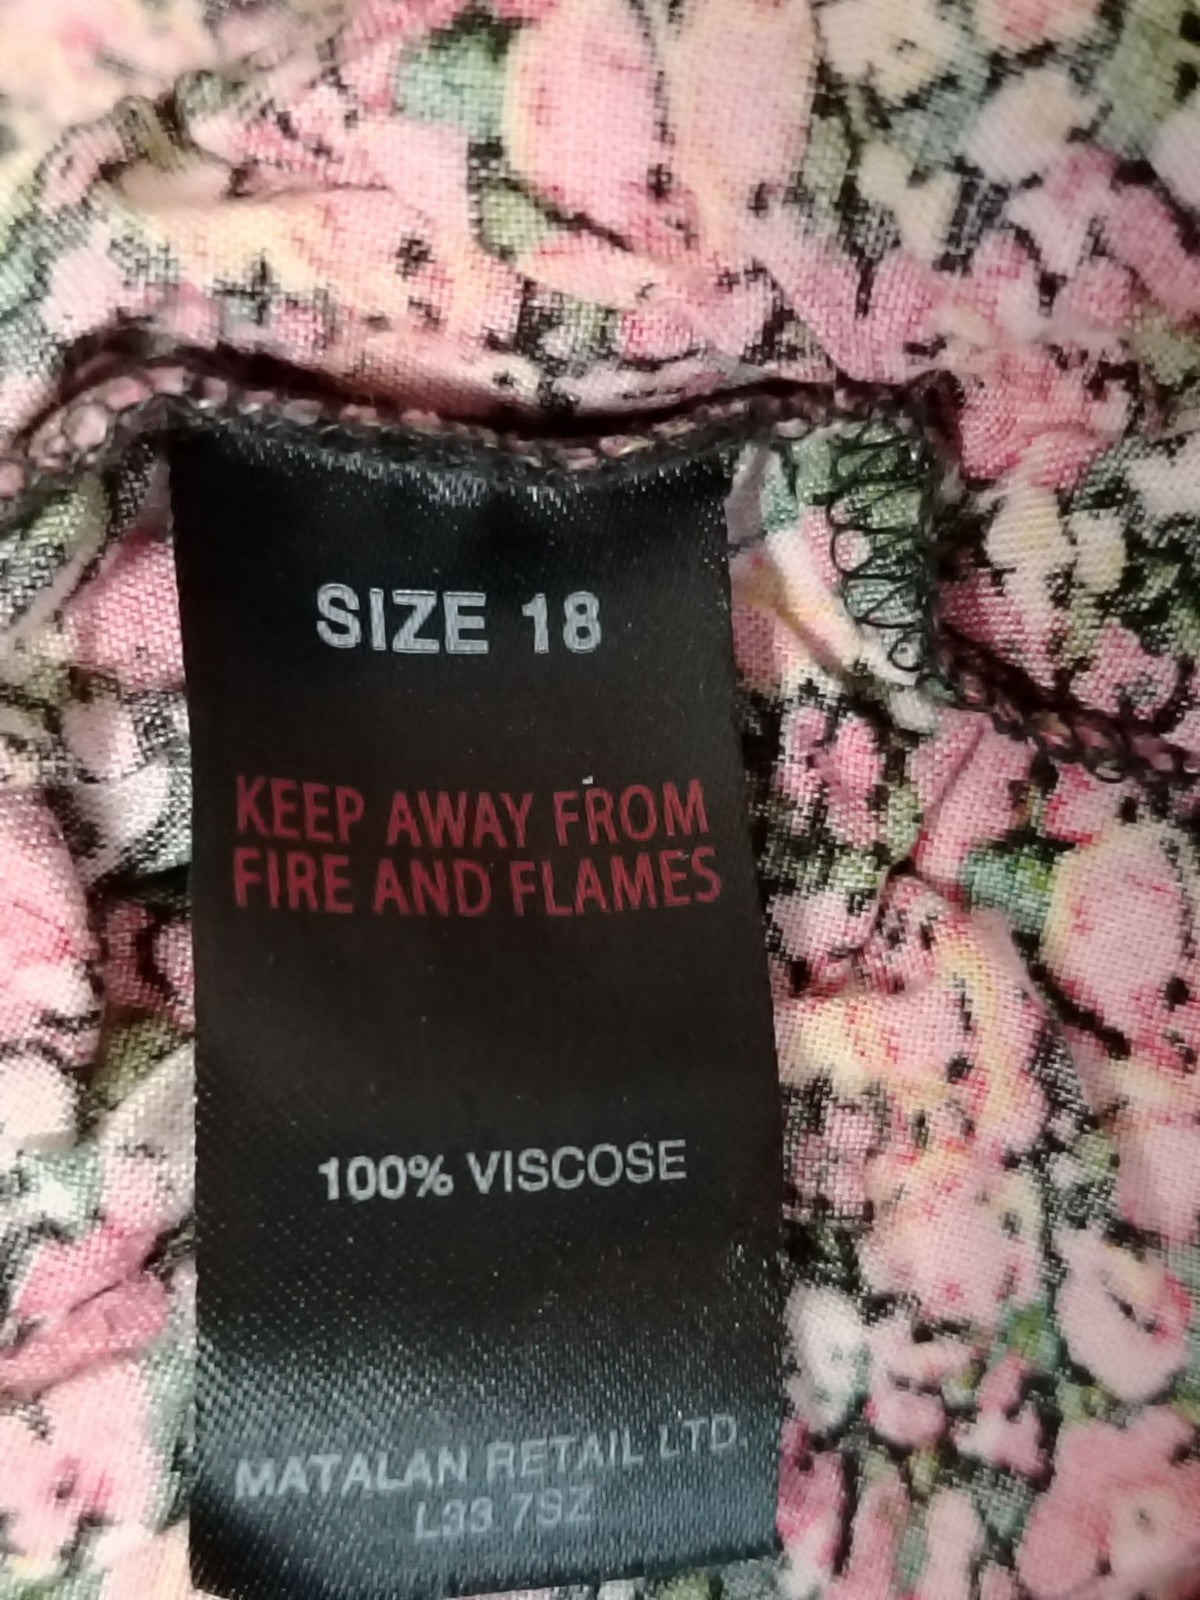 SIZE 18
KEEP AWAY FROM
FIRE AND FLAMES
100% VISCOSE
MATALAN RETAIL LTD.
L33 7SZ